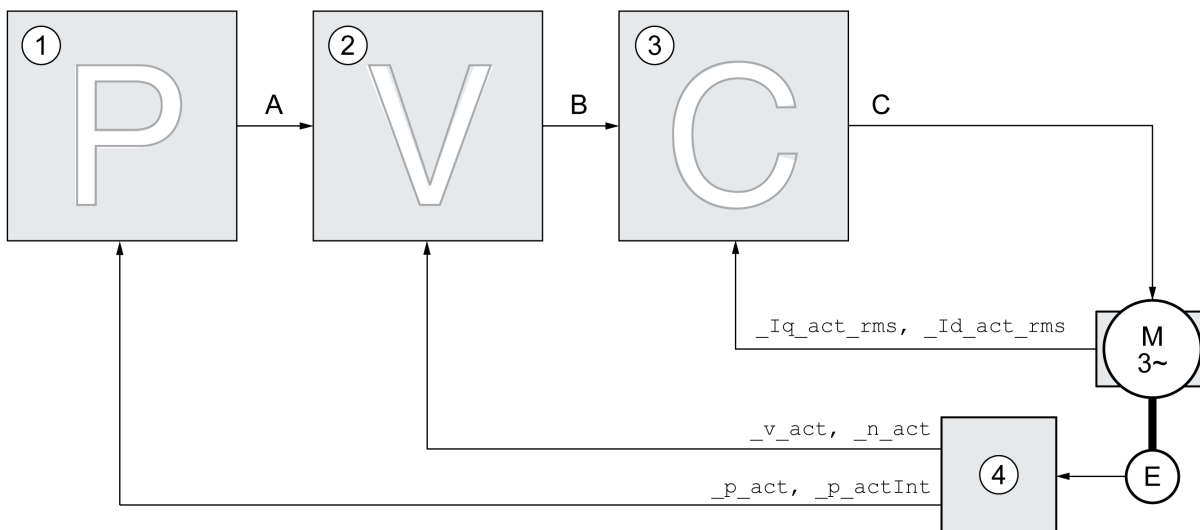 1
P
A
2
V
B
3
C
C
_Iq_act_rms, _Id_act_rms
M
3~
_v_act, _n_act
_p_act, _p_actInt
4
E